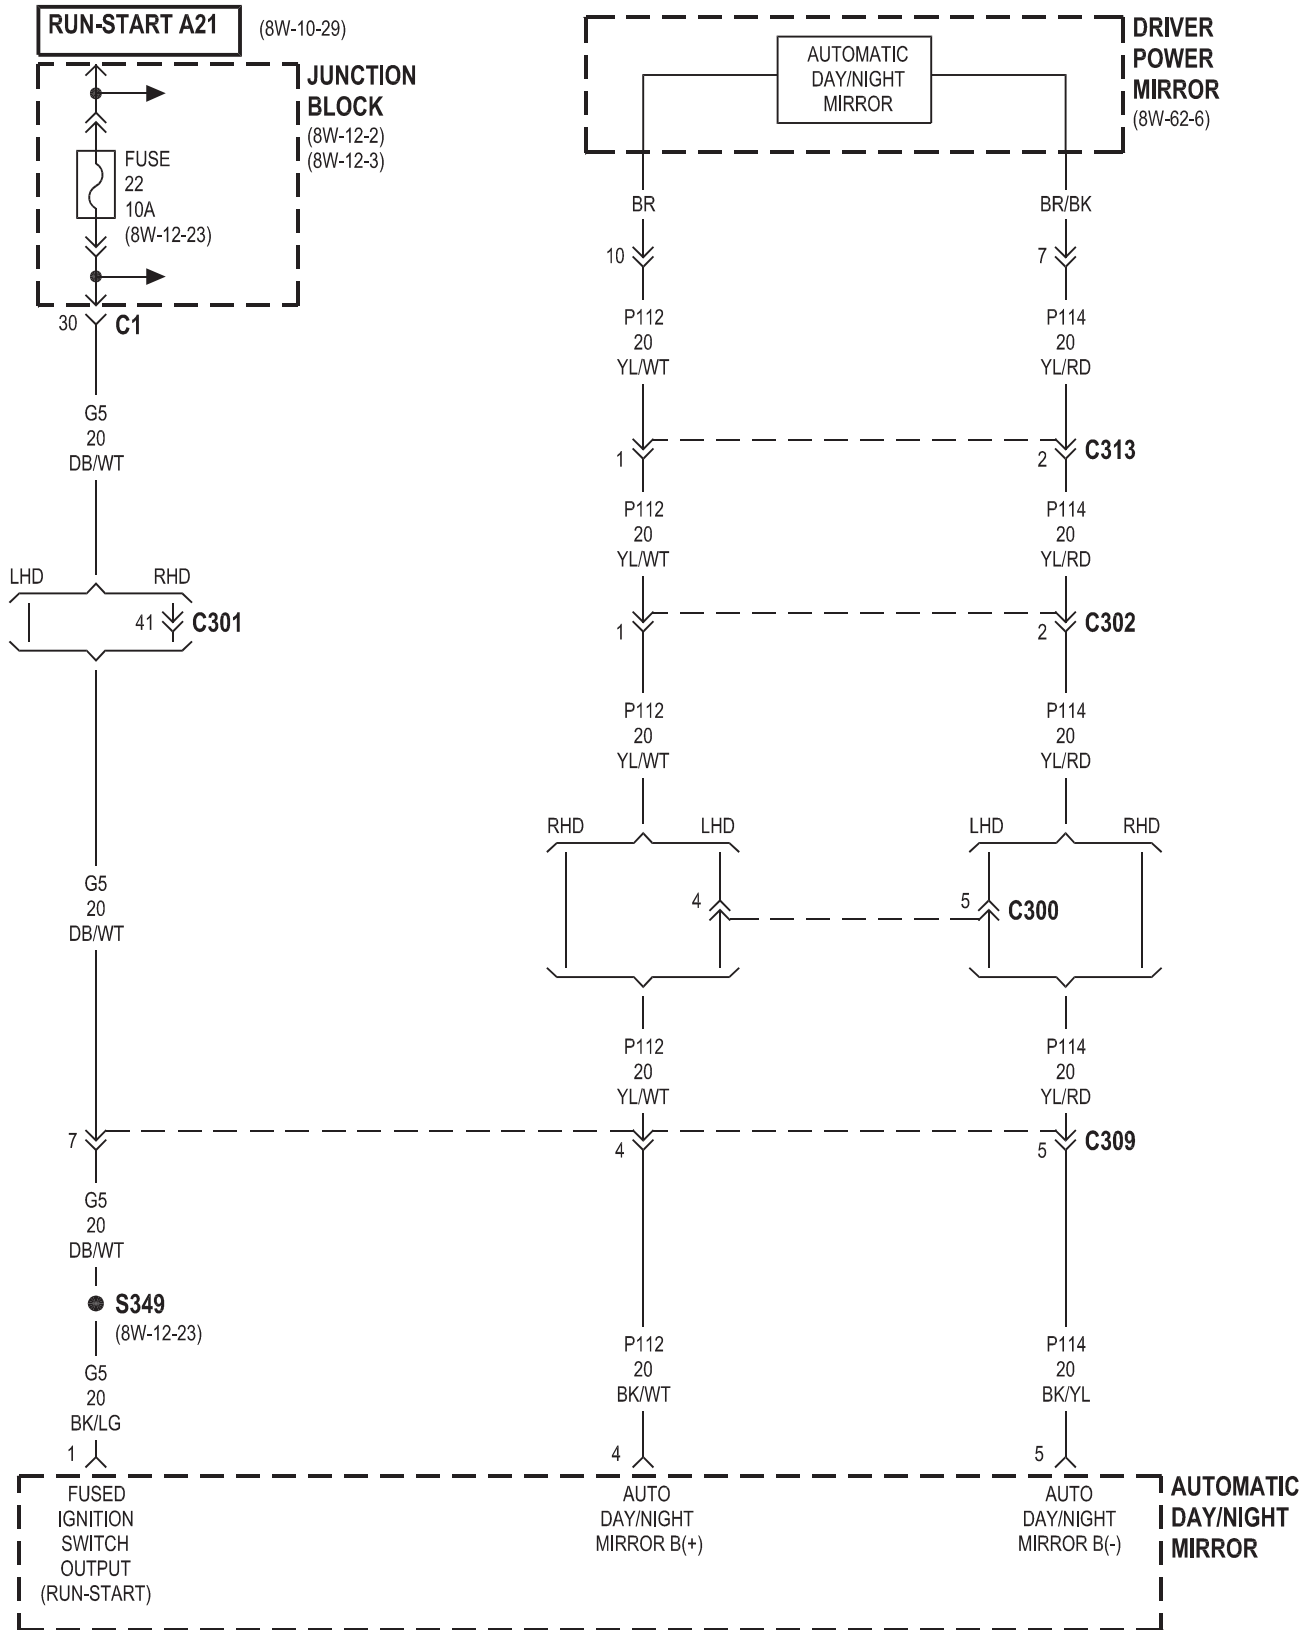 RUN-START A21
(8W-10-29)
JUNCTION
BLOCK
(8W-12-2)
(8W-12-3)
FUSE
22
10A
(8W-12-23)
30
C1
DRIVER
POWER
MIRROR
(8W-62-6)
AUTOMATIC
DAY/NIGHT
MIRROR
BR
BR/BK
10
7
P112
20
YL/WT
P114
20
YL/RD
G5
20
DB/WT
1
2
C313
P112
20
YL/WT
P114
20
YL/RD
LHD
RHD
41
C301
1
2
C302
P112
20
YL/WT
P114
20
YL/RD
RHD
LHD
LHD
RHD
4
5
C300
G5
20
DB/WT
P112
20
YL/WT
P114
20
YL/RD
7
4
5
C309
G5
20
DB/WT
S349
(8W-12-23)
G5
20
BK/LG
P112
20
BK/WT
P114
20
BK/YL
1
4
5
FUSED
IGNITION
SWITCH
OUTPUT
(RUN-START)
AUTO
DAY/NIGHT
MIRROR B(+)
AUTO
DAY/NIGHT
MIRROR B(-)
AUTOMATIC
DAY/NIGHT
MIRROR